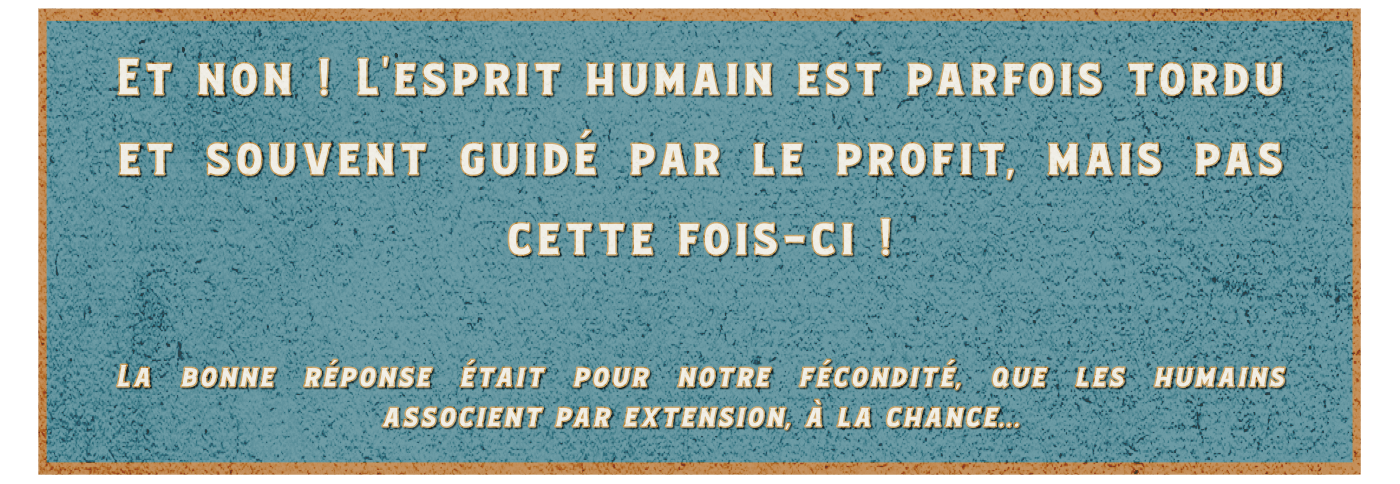 Et non ! L'esprit humain est parfois tordu
et souvent guidé par le profit, mais pas
cette fois-ci !
La bonne réponse était pour notre fécondité, que les humains
associent par extension, à la chance...